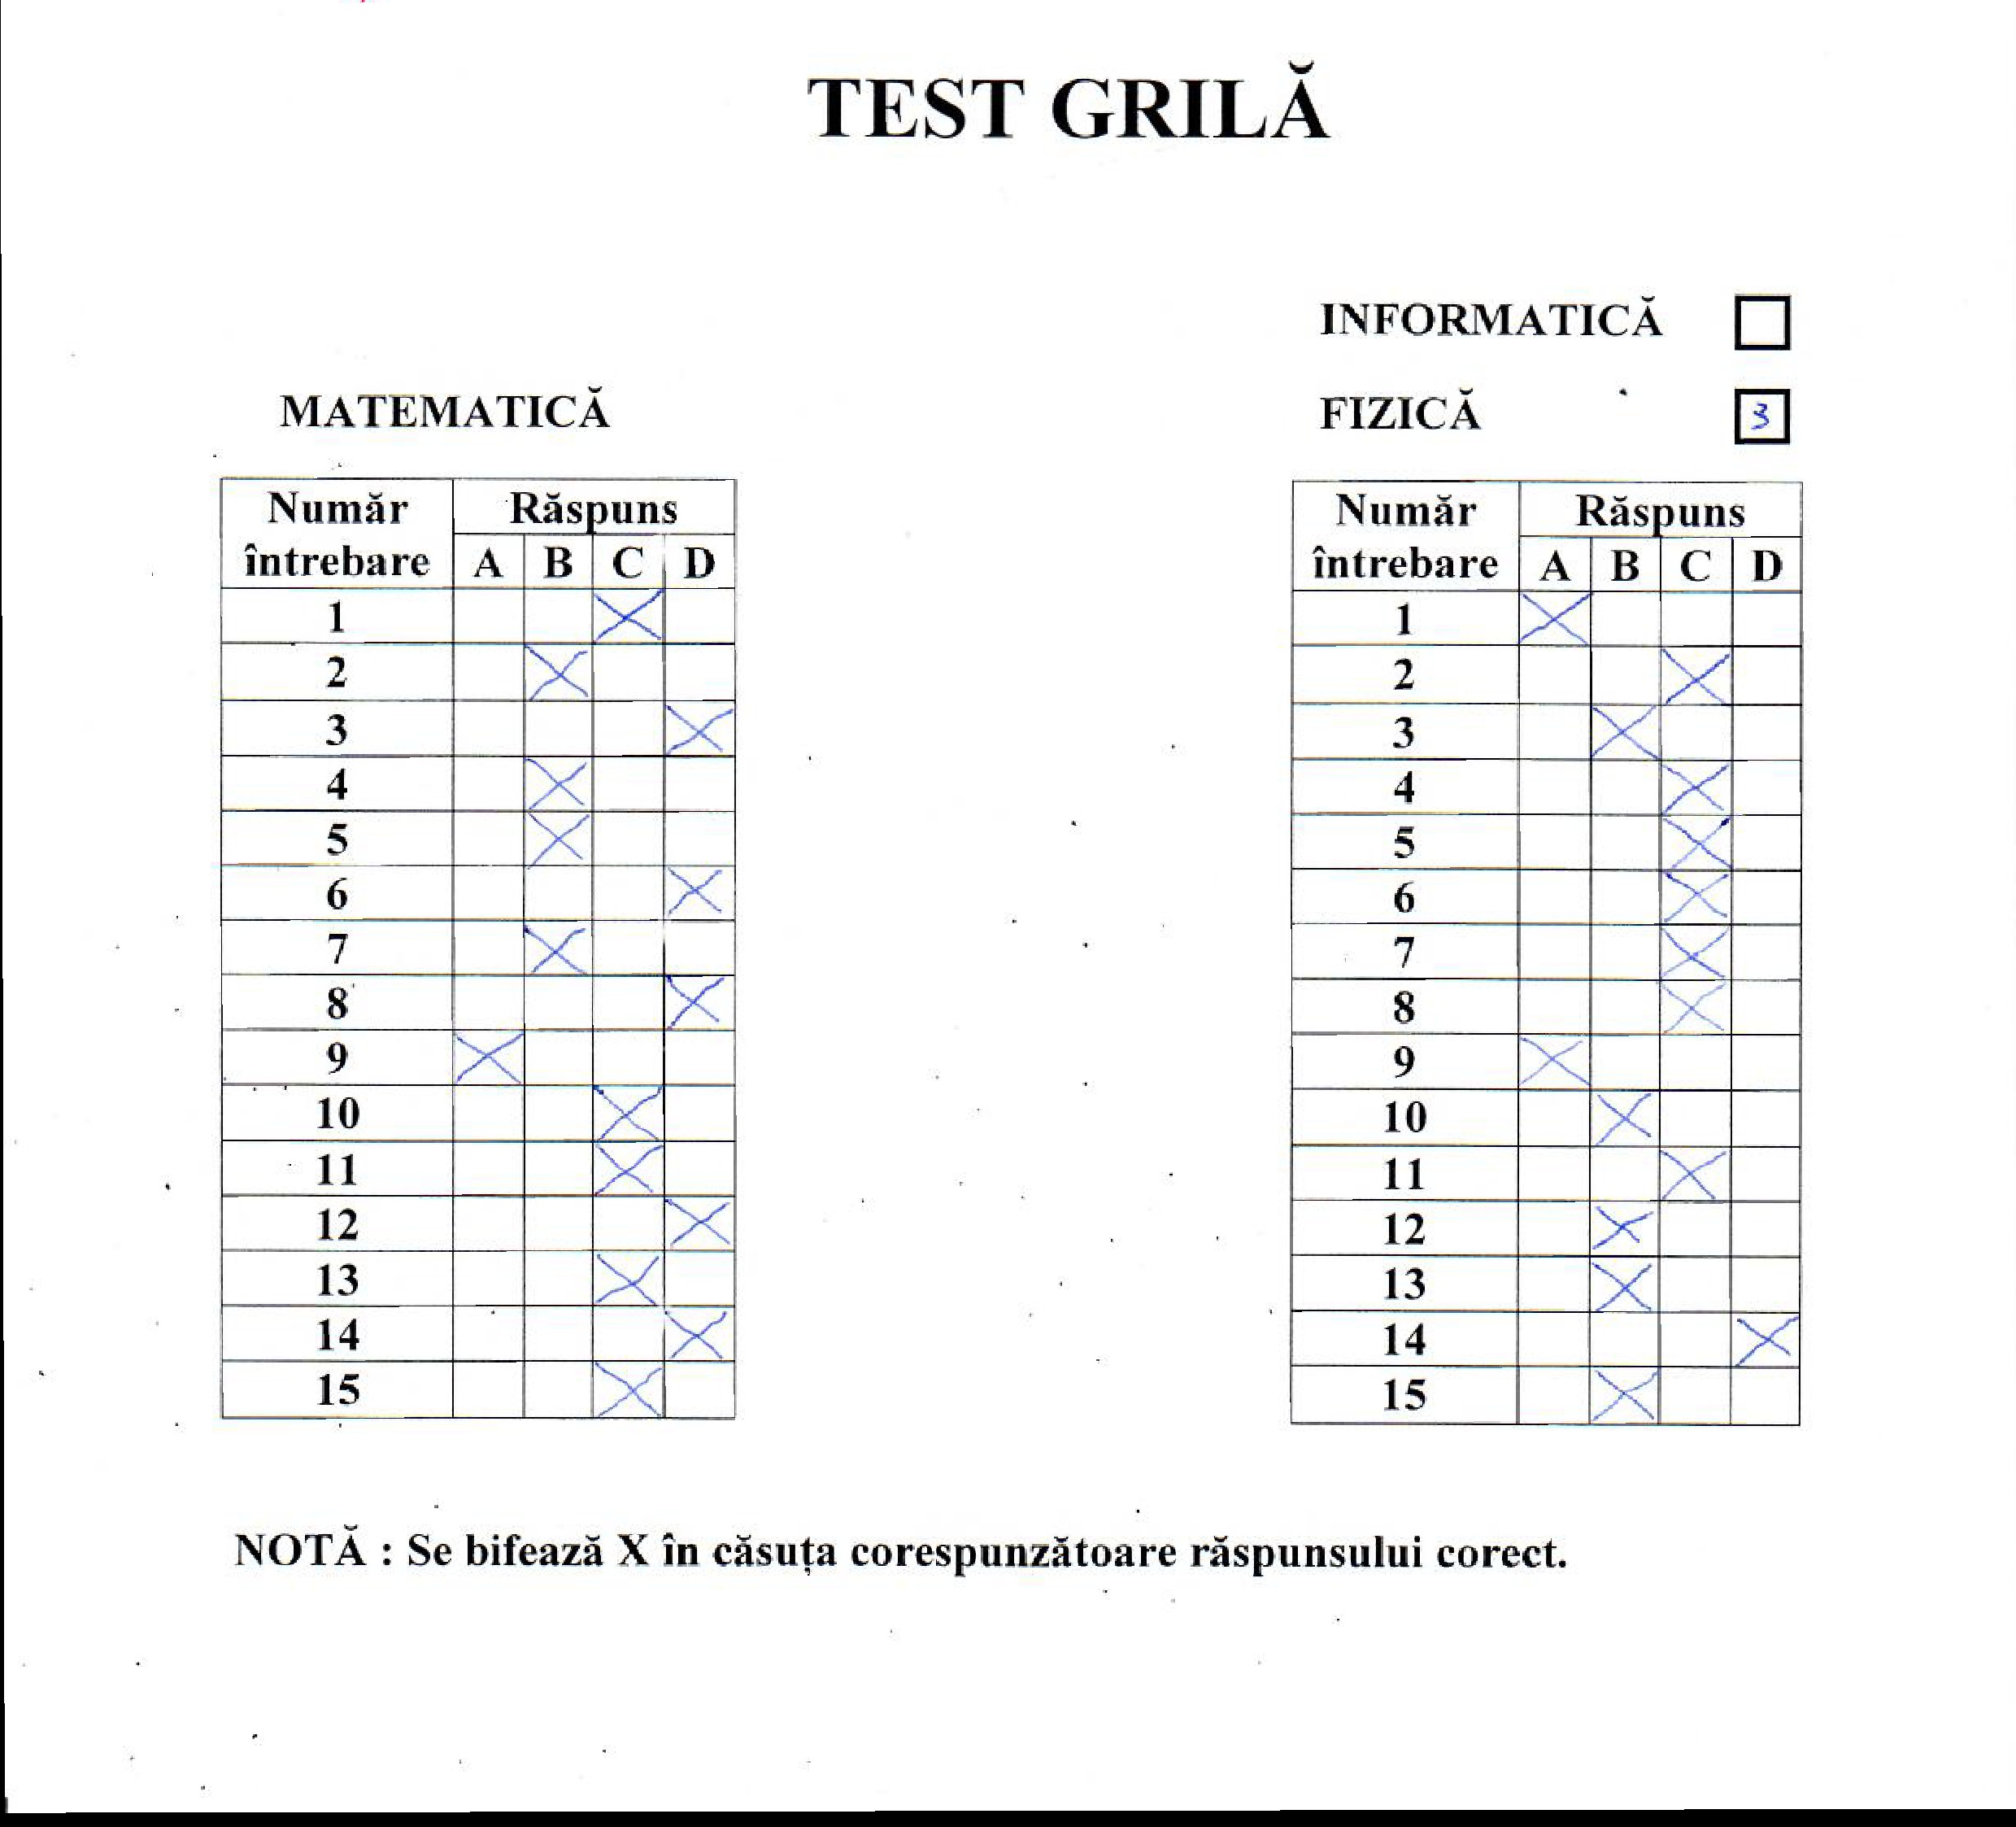 TEST GRILĂ
INFORMATICĂ
MATEMATICĂ
FIZICĂ 3
Număr întrebare Răspuns
A B C D
1 X
2 X
3 X
4 X
5 X
6 X
7 X
8 X
9 X
10 X
11 X
12 X
13 X
14 X
15 X
Număr întrebare Răspuns
A B C D
1 X
2 X
3 X
4 X
5 X
6 X
7 X
8 X
9 X
10 X
11 X
12 X
13 X
14 X
15 X
NOTĂ : Se bifează X în căsuța corespunzătoare răspunsului corect.